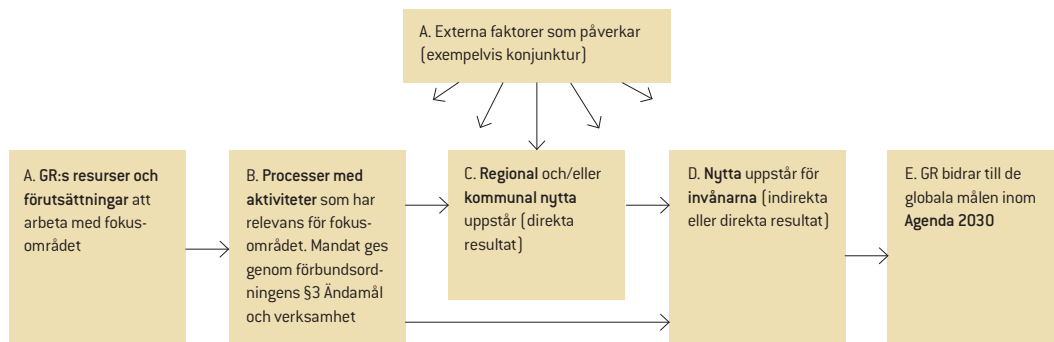 A. Externa faktorer som påverkar
(exempelvis konjunktur)
A. GR:s resurser och
förutsättningar att
arbeta med fokus-
området
B. Processer med
aktiviteter som har
relevans för fokus-
området. Mandat ges
genom förbundsord-
ningens §3 Ändamål
och verksamhet
C. Regional och/eller
kommunal nytta
uppstår (direkta
resultat)
D. Nytta uppstår för
invånarna (indirekta
eller direkta resultat)
E. GR bidrar till de
globala målen inom
Agenda 2030